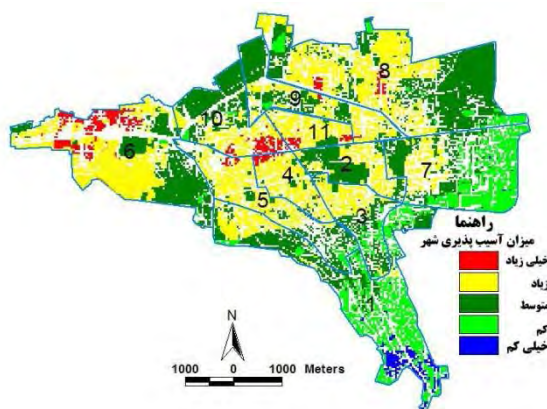 8
9
10
11
6
2
7
4
5
3
1
راهنما
میزان آسیب پذیری شهر
خیلی زیاد
زیاد
متوسط
کم
خیلی کم
N
1000 0 1000 Meters